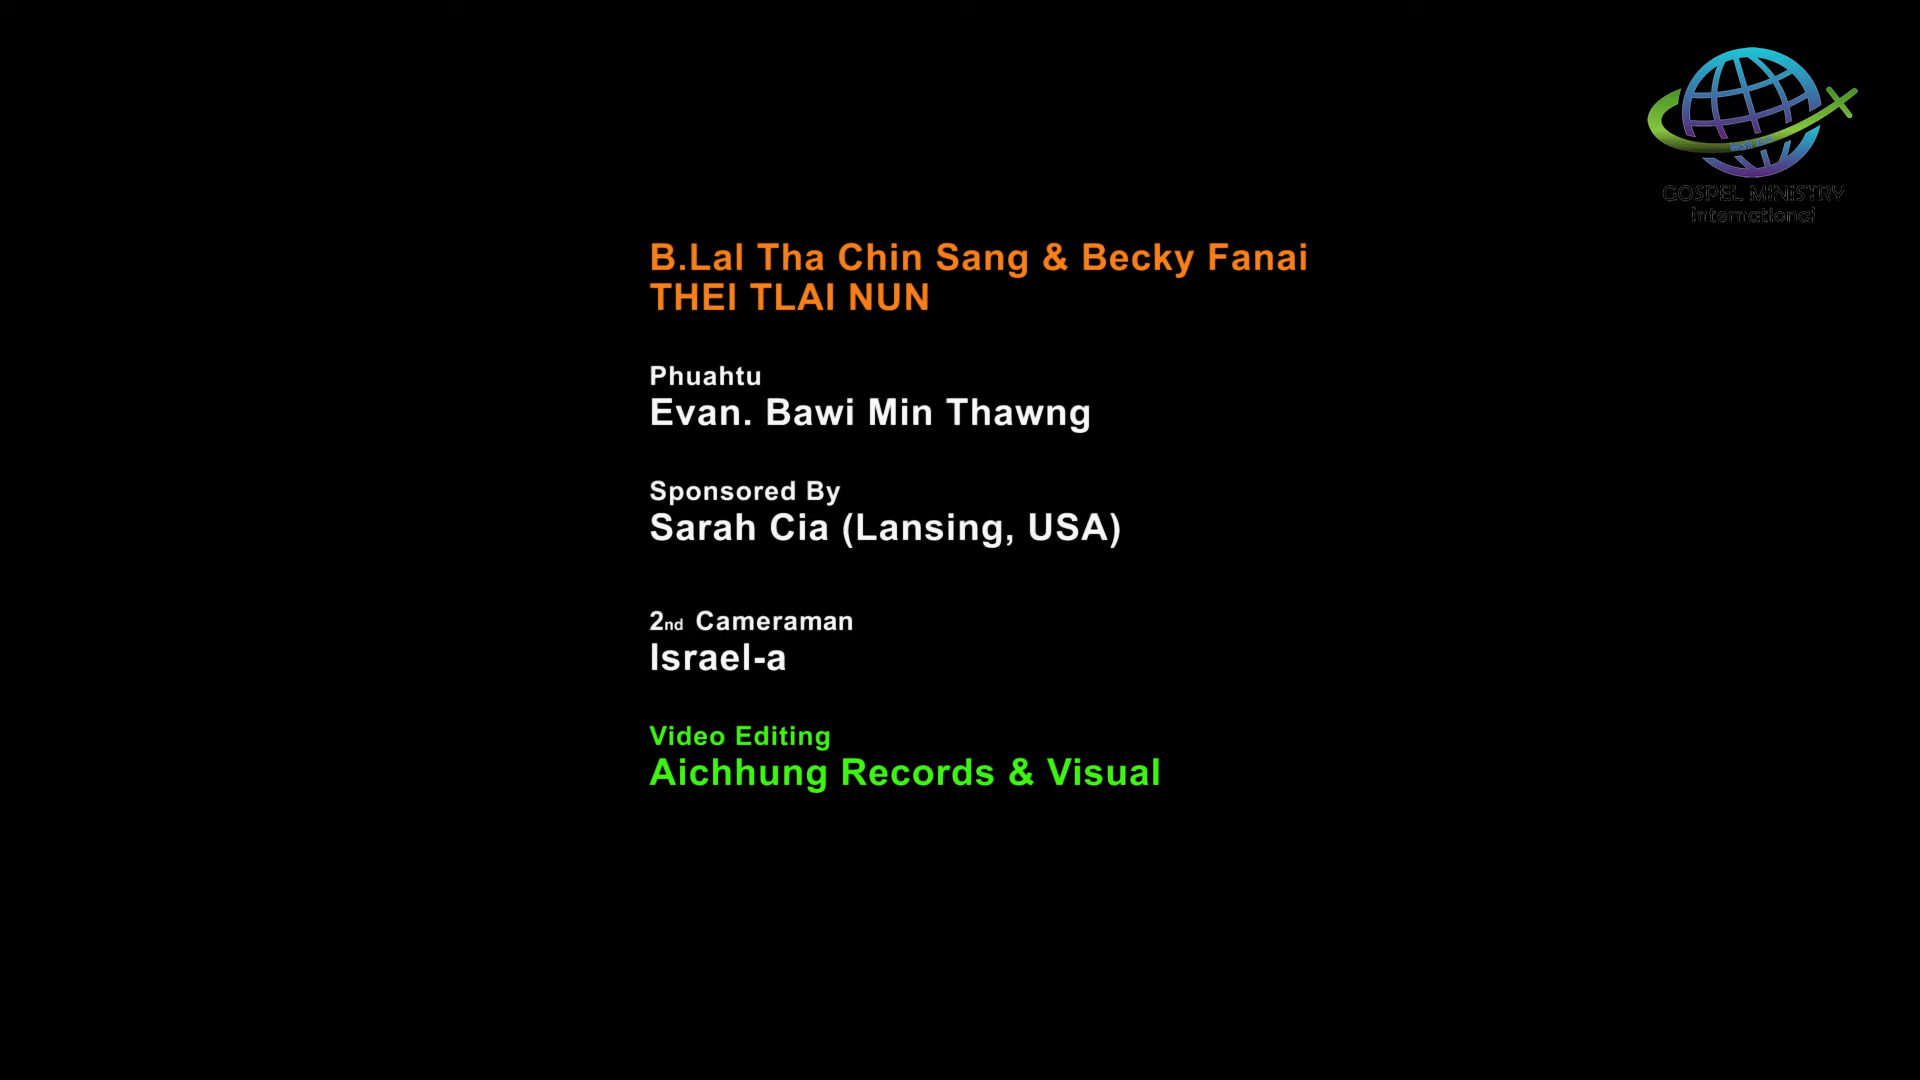 GOSPEL MINISTRY
international
B.Lal Tha Chin Sang & Becky Fanai
THEI TLAI NUN
Phuahtu
Evan. Bawi Min Thawng
Sponsored By
Sarah Cia (Lansing, USA)
2nd Cameraman
Israel-a
Video Editing
Aichhung Records & Visual